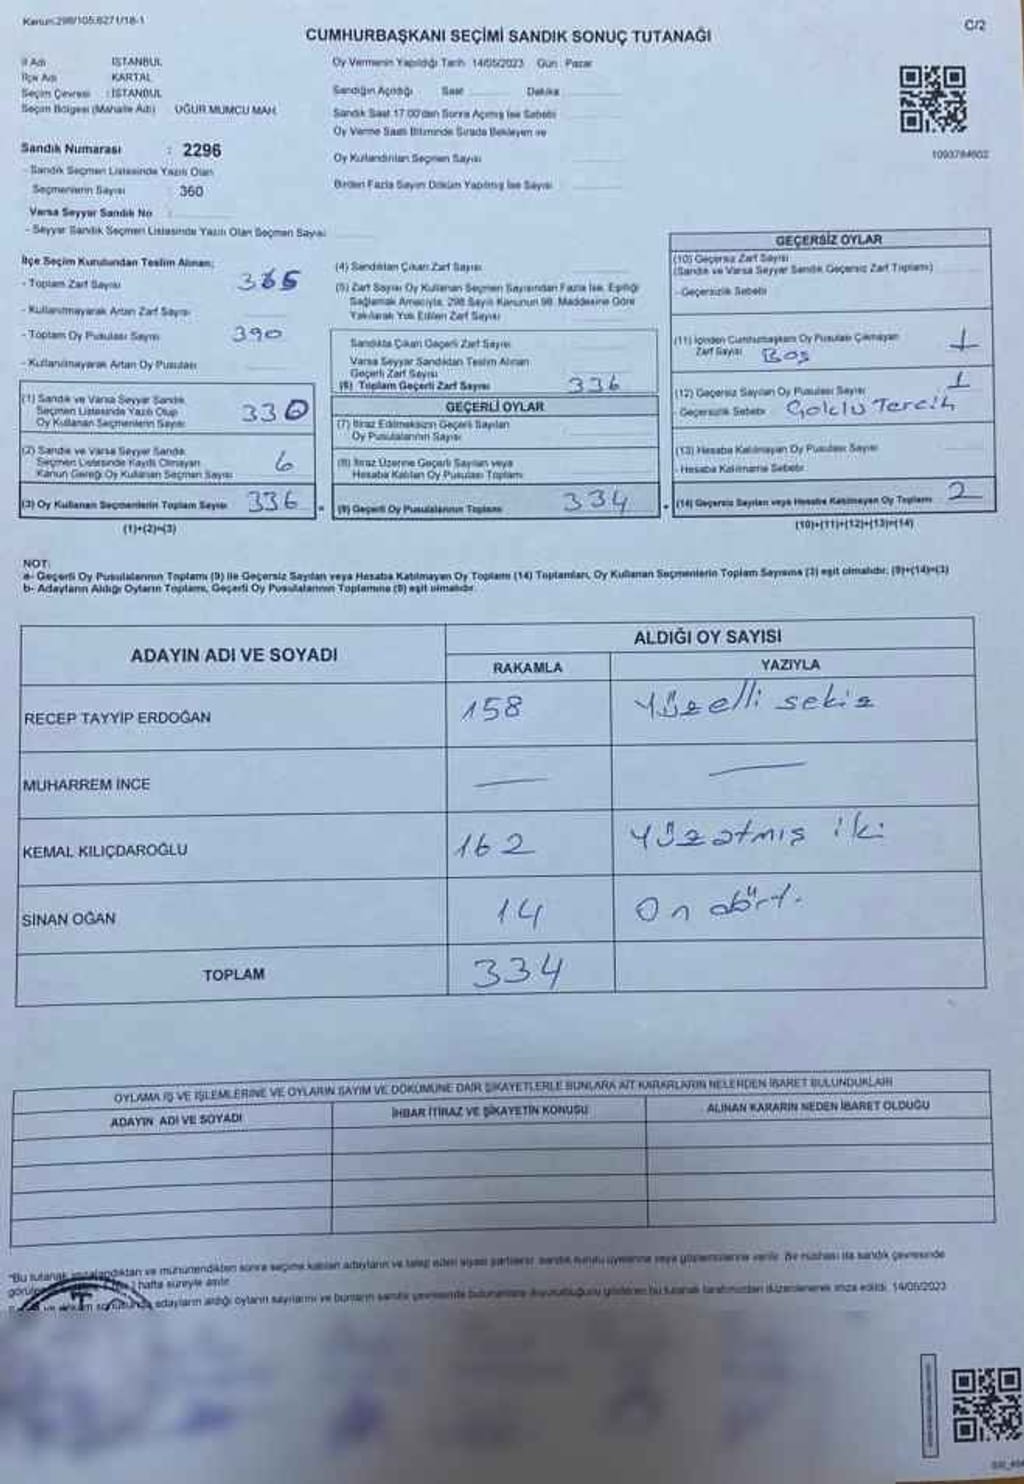 Kanun:298/105,6271/18-1
C/2
CUMHURBAŞKANI SEÇİMİ SANDIK SONUÇ TUTANAĞI
İl Adı İSTANBUL
İlçe Adı KARTAL
Seçim Çevresi : İSTANBUL
Seçim Bölgesi (Mahalle Adı) UĞUR MUMCU MAH.
Oy Vermenin Yapıldığı Tarih 14/05/2023 Gün : Pazar
Sandığın Açıldığı Saat Dakika
Sandık Saat 17.00'den Sonra Açılmış İse Sebebi
Oy Verme Saati Bitiminde Sırada Bekleyen ve
Oy Kullandırılan Seçmen Sayısı
Birden Fazla Sayım Döküm Yapılmış İse Sayısı
1093784602
Sandık Numarası : 2296
- Sandık Seçmen Listesinde Yazılı Olan
Seçmenlerin Sayısı : 360
Varsa Seyyar Sandık No :
- Seyyar Sandık Seçmen Listesinde Yazılı Olan Seçmen Sayısı
İlçe Seçim Kurulundan Teslim Alınan;
- Toplam Zarf Sayısı 365
- Kullanılmayarak Artan Zarf Sayısı
- Toplam Oy Pusulası Sayısı 390
- Kullanılmayarak Artan Oy Pusulası
(1) Sandık ve Varsa Seyyar Sandık
Seçmen Listesinde Yazılı Olup
Oy Kullanan Seçmenlerin Sayısı 330
(2) Sandık ve Varsa Seyyar Sandık
Seçmen Listesinde Kayıtlı Olmayan
Kanun Gereği Oy Kullanan Seçmen Sayısı 6
(3) Oy Kullanan Seçmenlerin Toplam Sayısı 336
(1)+(2)=(3)
(4) Sandıktan Çıkan Zarf Sayısı
(5) Zarf Sayısı Oy Kullanan Seçmen Sayısından Fazla İse, Eşitliği
Sağlamak Amacıyla, 298 Sayılı Kanunun 98. Maddesine Göre
Yakılarak Yok Edilen Zarf Sayısı
Sandıkta Çıkan Geçerli Zarf Sayısı
Varsa Seyyar Sandıktan Teslim Alınan
Geçerli Zarf Sayısı
(6) Toplam Geçerli Zarf Sayısı 336
GEÇERLİ OYLAR
(7) İtiraz Edilmeksizin Geçerli Sayılan
Oy Pusulalarının Sayısı
(8) İtiraz Üzerine Geçerli Sayılan veya
Hesaba Katılan Oy Pusulası Toplamı
(9) Geçerli Oy Pusulalarının Toplamı 334
GEÇERSİZ OYLAR
(10) Geçersiz Zarf Sayısı
(Sandık ve Varsa Seyyar Sandık Geçersiz Zarf Toplamı)
- Geçersizlik Sebebi
(11) İçinden Cumhurbaşkanı Oy Pusulası Çıkmayan
Zarf Sayısı Boş 1
(12) Geçersiz Sayılan Oy Pusulası Sayısı 1
- Geçersizlik Sebebi Çoklu Tercih
(13) Hesaba Katılmayan Oy Pusulası Sayısı
- Hesaba Katılmama Sebebi
(14) Geçersiz Sayılan veya Hesaba Katılmayan Oy Toplamı 2
(10)+(11)+(12)+(13)=(14)
NOT:
a- Geçerli Oy Pusulalarının Toplamı (9) ile Geçersiz Sayılan veya Hesaba Katılmayan Oy Toplamı (14) Toplamları, Oy Kullanan Seçmenlerin Toplam Sayısına (3) eşit olmalıdır. (9)+(14)=(3)
b- Adayların Aldığı Oyların Toplamı, Geçerli Oy Pusulalarının Toplamına (9) eşit olmalıdır.
ADAYIN ADI VE SOYADI
ALDIĞI OY SAYISI
RAKAMLA YAZIYLA
RECEP TAYYİP ERDOĞAN 158 Yüzelli sekiz
MUHARREM İNCE — —
KEMAL KILIÇDAROĞLU 162 Yüzatmış iki
SİNAN OĞAN 14 On dört.
TOPLAM 334
OYLAMA İŞ VE İŞLEMLERİNE VE OYLARIN SAYIM VE DÖKÜMÜNE DAİR ŞİKAYETLERLE BUNLARA AİT KARARLARIN NELERDEN İBARET BULUNDUKLARI
ADAYIN ADI VE SOYADI İHBAR İTİRAZ VE ŞİKAYETİN KONUSU ALINAN KARARIN NEDEN İBARET OLDUĞU
"Bu tutanak imzalandıktan ve mühürlendikten sonra seçime katılan adayların ve talep eden siyasi partilerin sandık kurulu üyelerine veya gözlemcilerine verilir. Bir nüshası da sandık çevresinde
hafta süreyle asılır
adayların aldığı oyların sayılarını ve bunların sandık çevresinde bulunanlara duyurulduğunu gösteren bu tutanak tarafımızdan düzenlenerek imza edildi. 14/05/2023